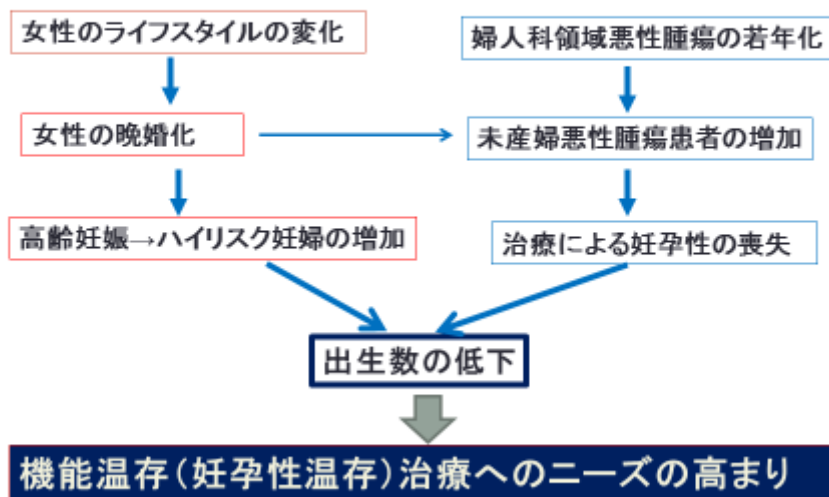 女性のライフスタイルの変化
婦人科領域悪性腫瘍の若年化
女性の晩婚化
未産婦悪性腫瘍患者の増加
高齢妊娠→ハイリスク妊婦の増加
治療による妊孕性の喪失
出生数の低下
機能温存(妊孕性温存)治療へのニーズの高まり